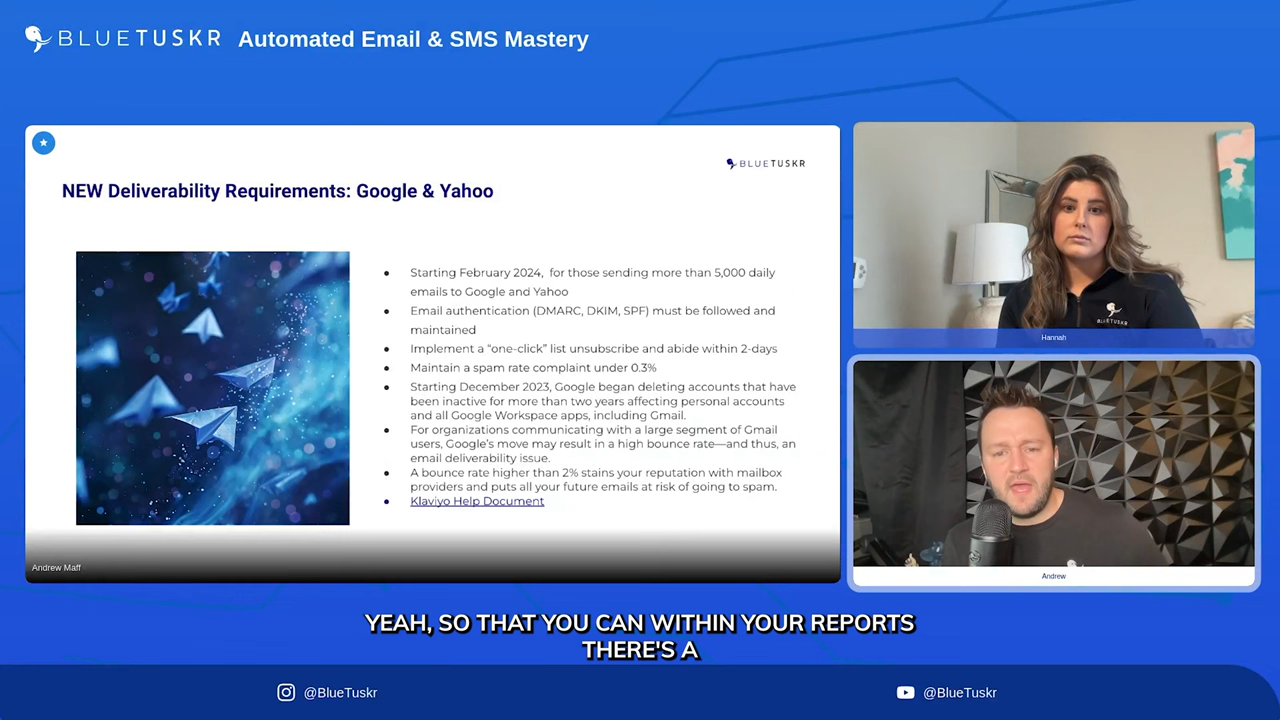 BLUETUSKR Automated Email & SMS Mastery
BLUETUSKR
NEW Deliverability Requirements: Google & Yahoo
● Starting February 2024, for those sending more than 5,000 daily
emails to Google and Yahoo
● Email authentication (DMARC, DKIM, SPF) must be followed and
maintained
● Implement a “one-click” list unsubscribe and abide within 2-days
● Maintain a spam rate complaint under 0.3%
● Starting December 2023, Google began deleting accounts that have
been inactive for more than two years affecting personal accounts
and all Google Workspace apps, including Gmail.
● For organizations communicating with a large segment of Gmail
users, Google’s move may result in a high bounce rate—and thus, an
email deliverability issue.
● A bounce rate higher than 2% stains your reputation with mailbox
providers and puts all your future emails at risk of going to spam.
● Klaviyo Help Document
Andrew Maff
BLUETUSKR
Hannah
Andrew
YEAH, SO THAT YOU CAN WITHIN YOUR REPORTS
THERE'S A
@BlueTuskr
@BlueTuskr